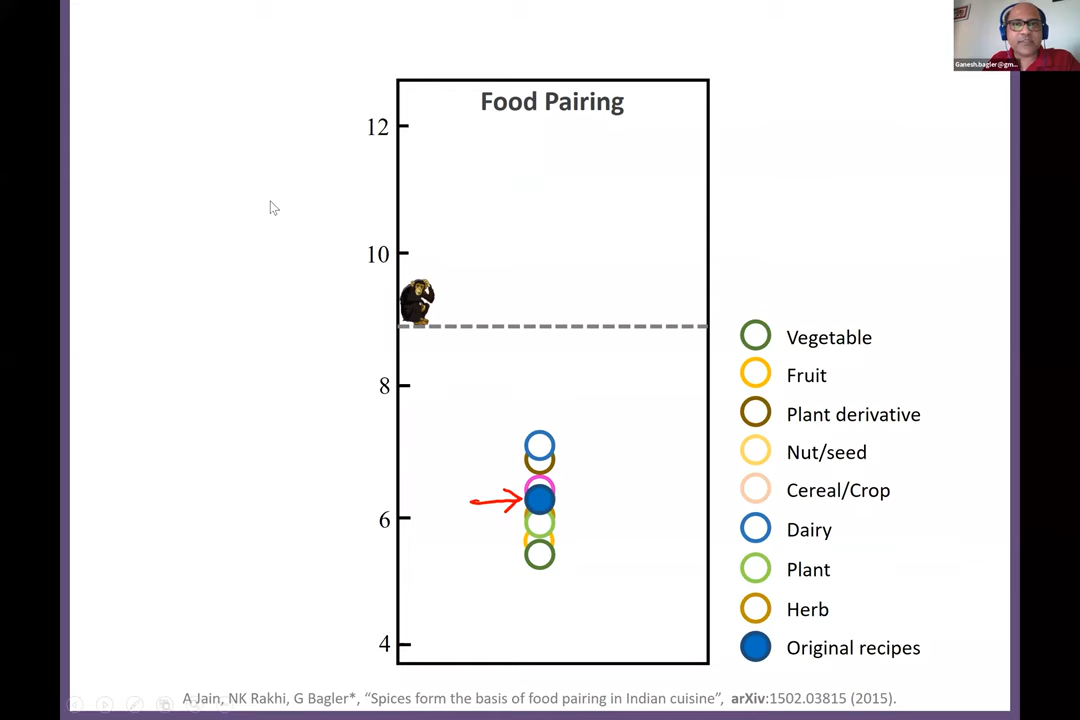 Ganesh.bagler@gm...
Food Pairing
12
10
8
6
4
Vegetable
Fruit
Plant derivative
Nut/seed
Cereal/Crop
Dairy
Plant
Herb
Original recipes
A Jain, NK Rakhi, G Bagler*, “Spices form the basis of food pairing in Indian cuisine”, arXiv:1502.03815 (2015).